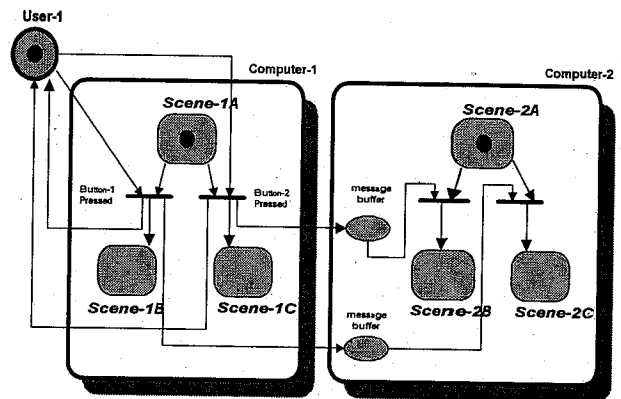 User-1
Computer-1
Computer-2
Scene-1A
Scene-2A
Button-1
Pressed
Button-2
Pressed
message
buffer
Scene-1B
Scene-1C
Scene-2B
Scene-2C
message
buffer